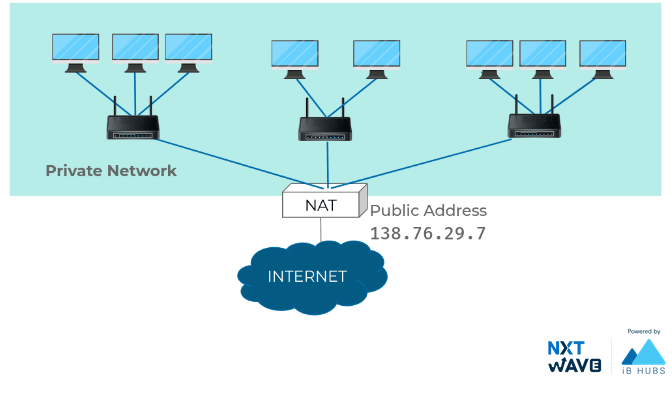 Private Network
NAT
Public Address
138.76.29.7
INTERNET
Powered by
NXT
WAVE
iB HUBS